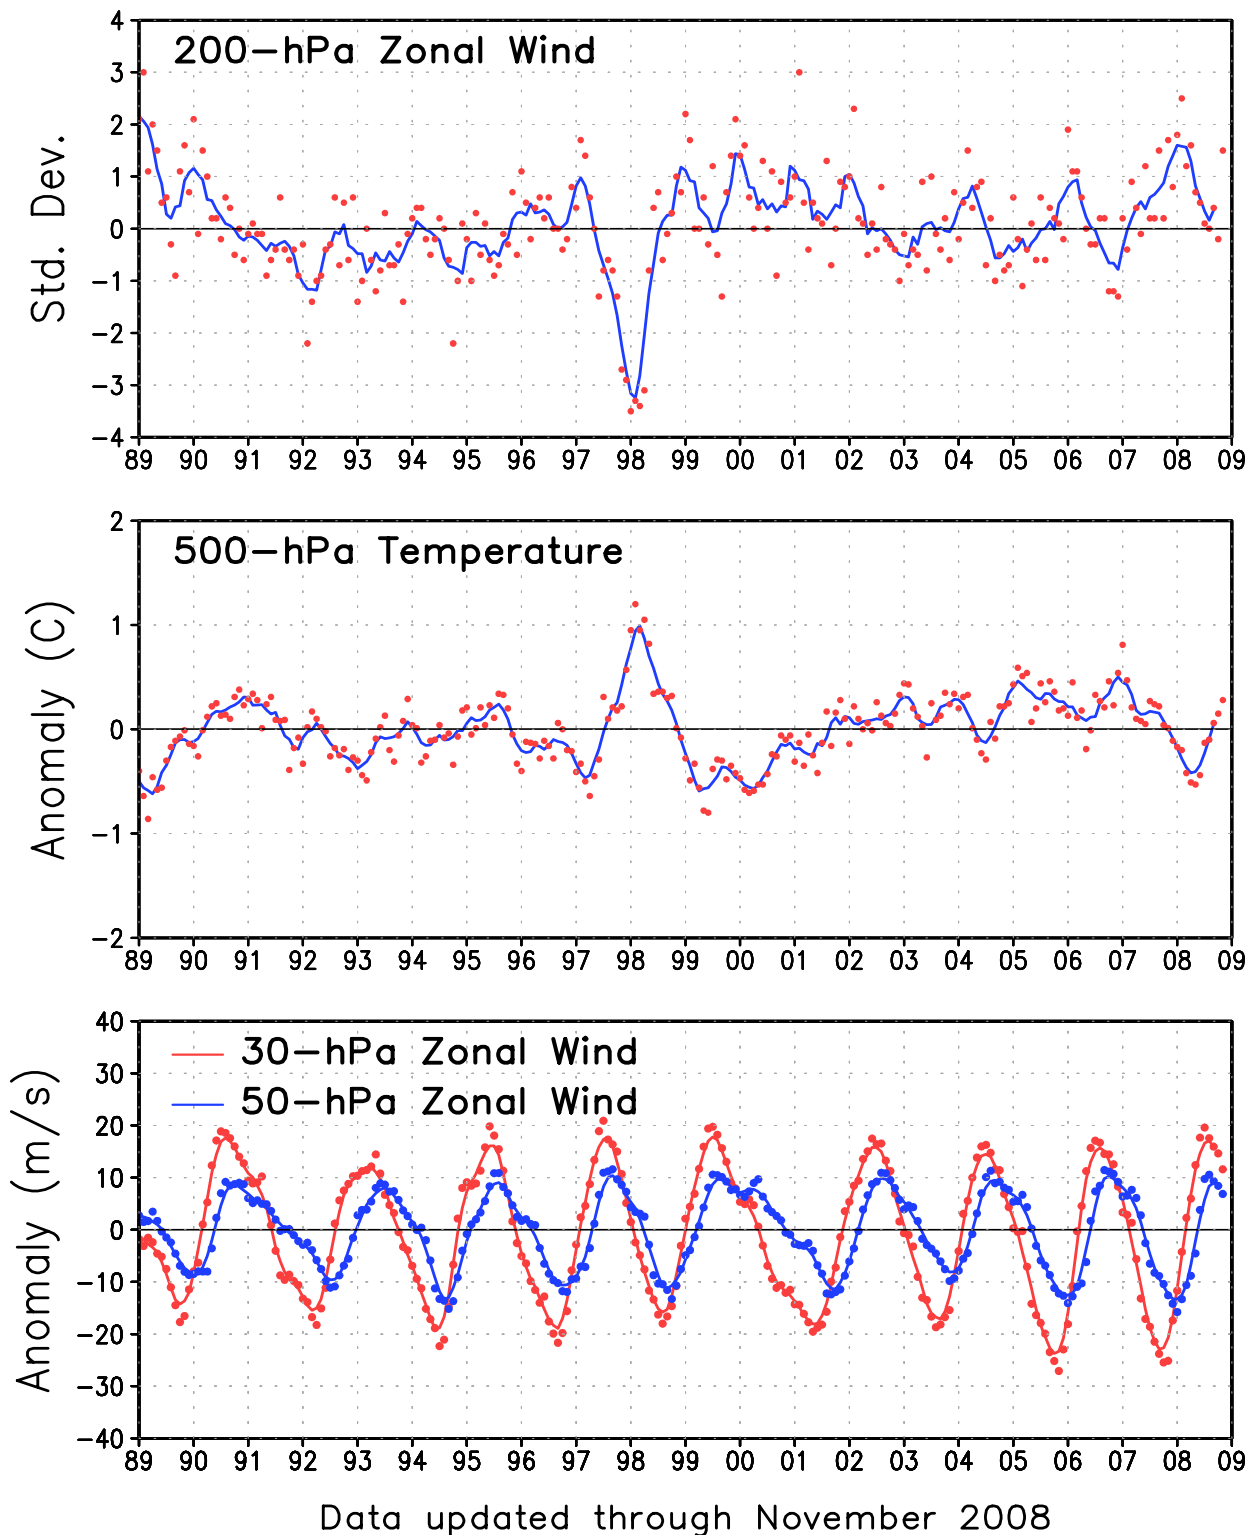 200-hPa Zonal Wind
Std. Dev.
4
3
2
1
0
-1
-2
-3
-4
89 90 91 92 93 94 95 96 97 98 99 00 01 02 03 04 05 06 07 08 09
500-hPa Temperature
Anomaly (C)
2
1
0
-1
-2
89 90 91 92 93 94 95 96 97 98 99 00 01 02 03 04 05 06 07 08 09
30-hPa Zonal Wind
50-hPa Zonal Wind
Anomaly (m/s)
40
30
20
10
0
-10
-20
-30
-40
89 90 91 92 93 94 95 96 97 98 99 00 01 02 03 04 05 06 07 08 09
Data updated through November 2008